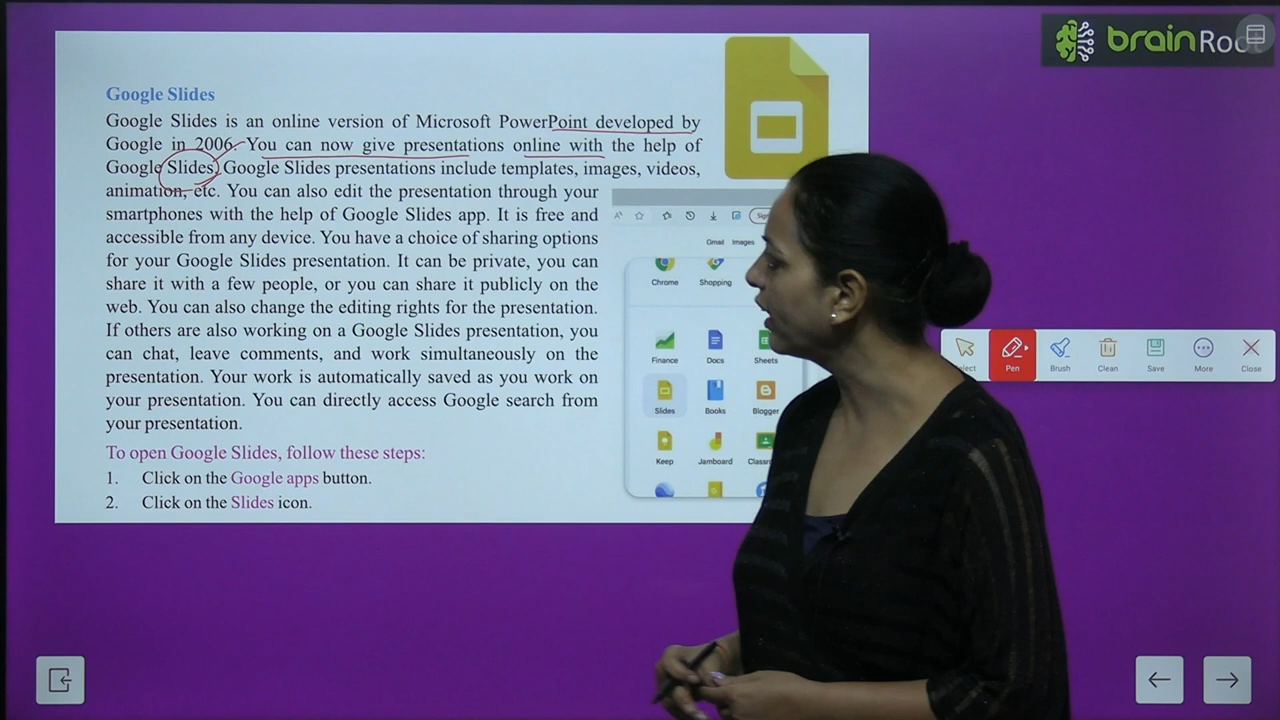 brainRoo
Google Slides
Google Slides is an online version of Microsoft PowerPoint developed by
Google in 2006. You can now give presentations online with the help of
Google Slides. Google Slides presentations include templates, images, videos,
animation, etc. You can also edit the presentation through your
smartphones with the help of Google Slides app. It is free and
accessible from any device. You have a choice of sharing options
for your Google Slides presentation. It can be private, you can
share it with a few people, or you can share it publicly on the
web. You can also change the editing rights for the presentation.
If others are also working on a Google Slides presentation, you
can chat, leave comments, and work simultaneously on the
presentation. Your work is automatically saved as you work on
your presentation. You can directly access Google search from
your presentation.
To open Google Slides, follow these steps:
1. Click on the Google apps button.
2. Click on the Slides icon.
Sign
Gmail Images
Chrome Shopping
Finance Docs Sheets
Slides Books Blogger
Keep Jamboard Classr
lect Pen Brush Clean Save More Close